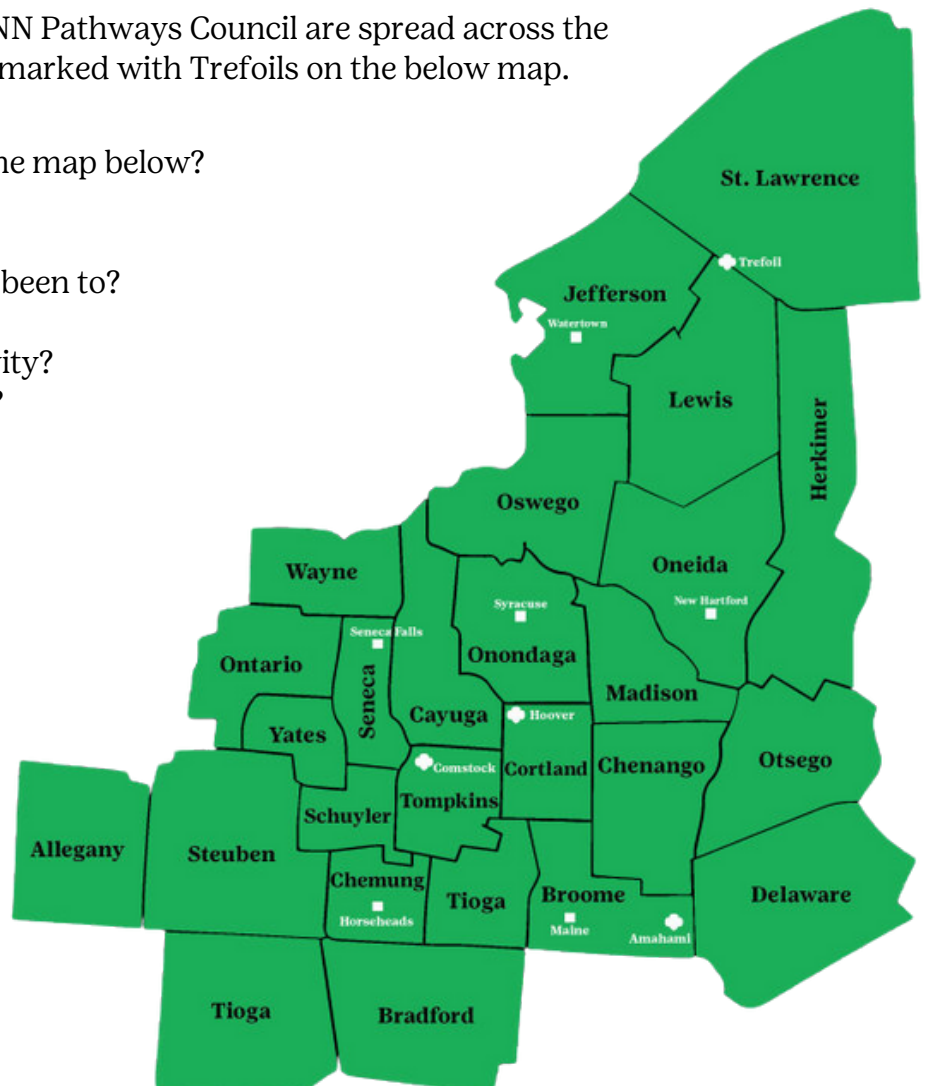 NN Pathways Council are spread across the
marked with Trefoils on the below map.
he map below?
been to?
vity?
?
St. Lawrence
Trefoil
Jefferson
Watertown
Lewis
Herkimer
Oswego
Oneida
New Hartford
Wayne
Syracuse
Onondaga
Seneca Falls
Seneca
Ontario
Yates
Cayuga
Madison
Hoover
Cortland
Chenango
Otsego
Comstock
Tompkins
Schuyler
Allegany
Steuben
Chemung
Horseheads
Tioga
Broome
Maine
Amahami
Delaware
Tioga
Bradford